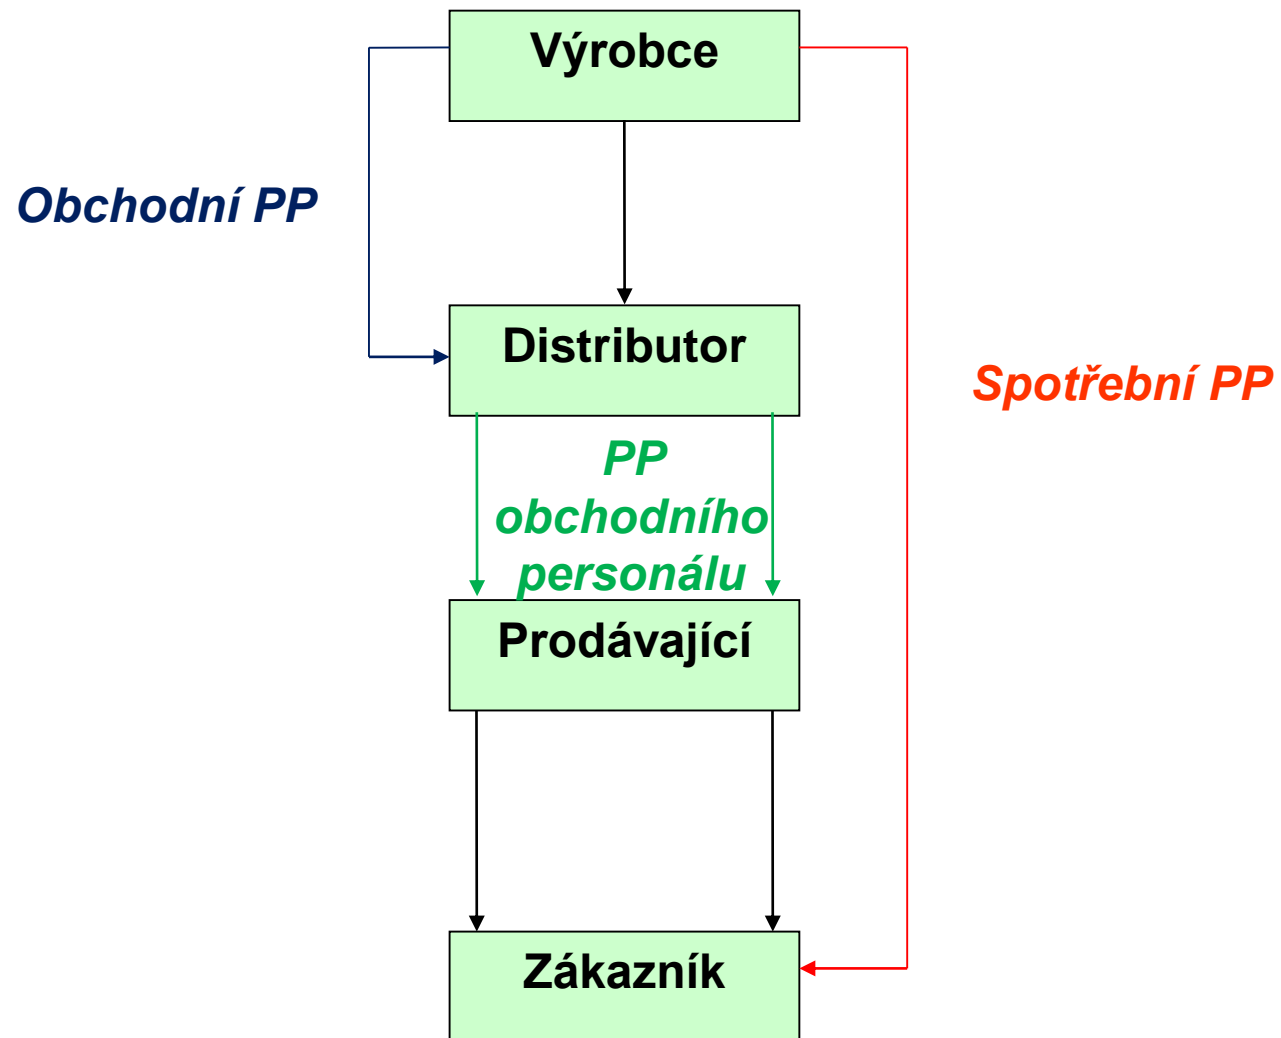 Výrobce
Obchodní PP
Distributor
Spotřební PP
PP
obchodního
personálu
Prodávající
Zákazník